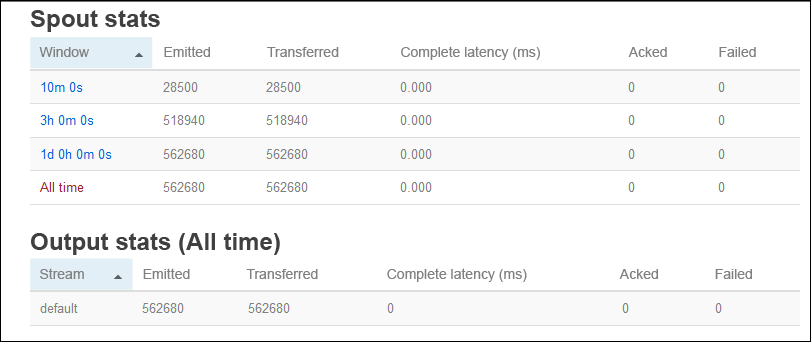 Spout stats
Window Emitted Transferred Complete latency (ms) Acked Failed
10m 0s 28500 28500 0.000 0 0
3h 0m 0s 518940 518940 0.000 0 0
1d 0h 0m 0s 562680 562680 0.000 0 0
All time 562680 562680 0.000 0 0
Output stats (All time)
Stream Emitted Transferred Complete latency (ms) Acked Failed
default 562680 562680 0 0 0